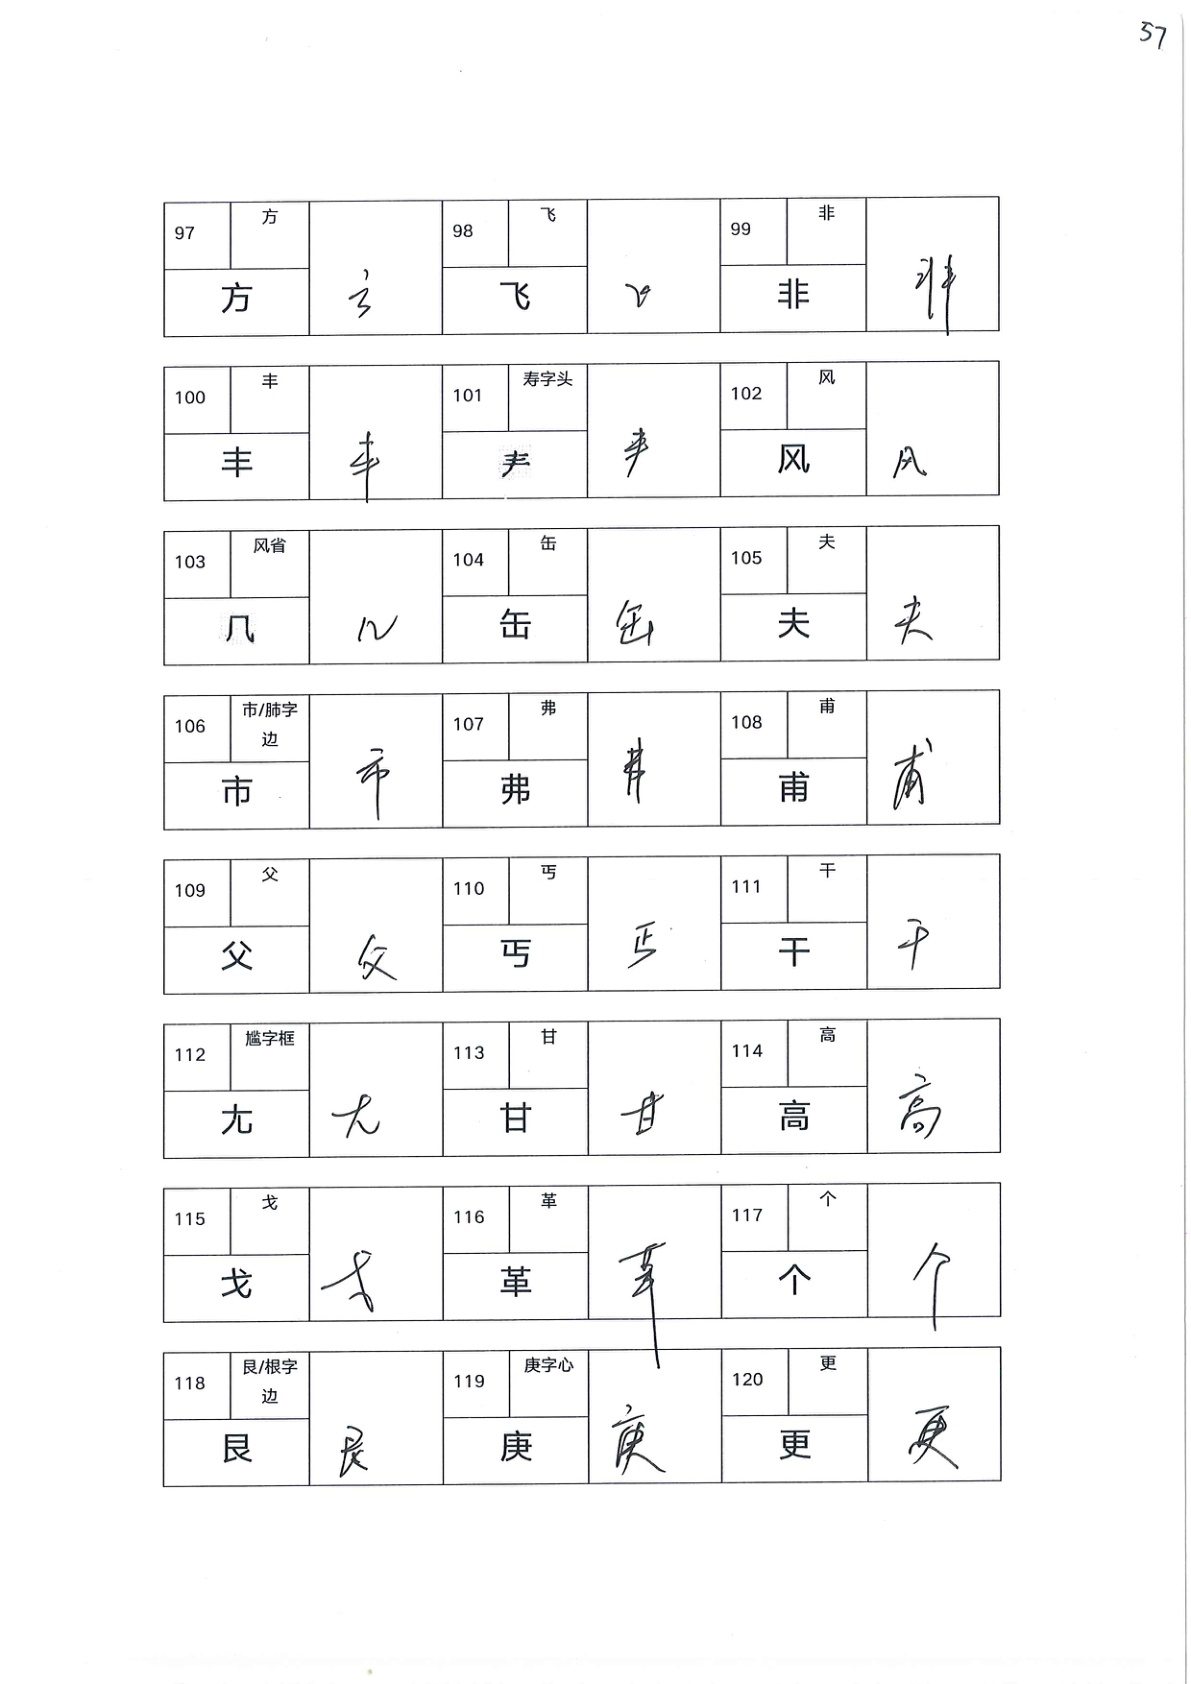 57
97 方 方 方 98 飞 飞 飞 99 非 非 非
100 丰 丰 丰 101 寿字头 𡗗 102 风 风 风
103 风省 几 几 104 缶 缶 缶 105 夫 夫 夫
106 市/肺字边 市 市 107 弗 弗 弗 108 甫 甫 甫
109 父 父 父 110 丐 丐 丐 111 干 干 干
112 尴字框 尢 尢 113 甘 甘 甘 114 高 高 高
115 戈 戈 戈 116 革 革 革 117 个 个 个
118 艮/根字边 艮 艮 119 庚字心 庚 庚 120 更 更 更